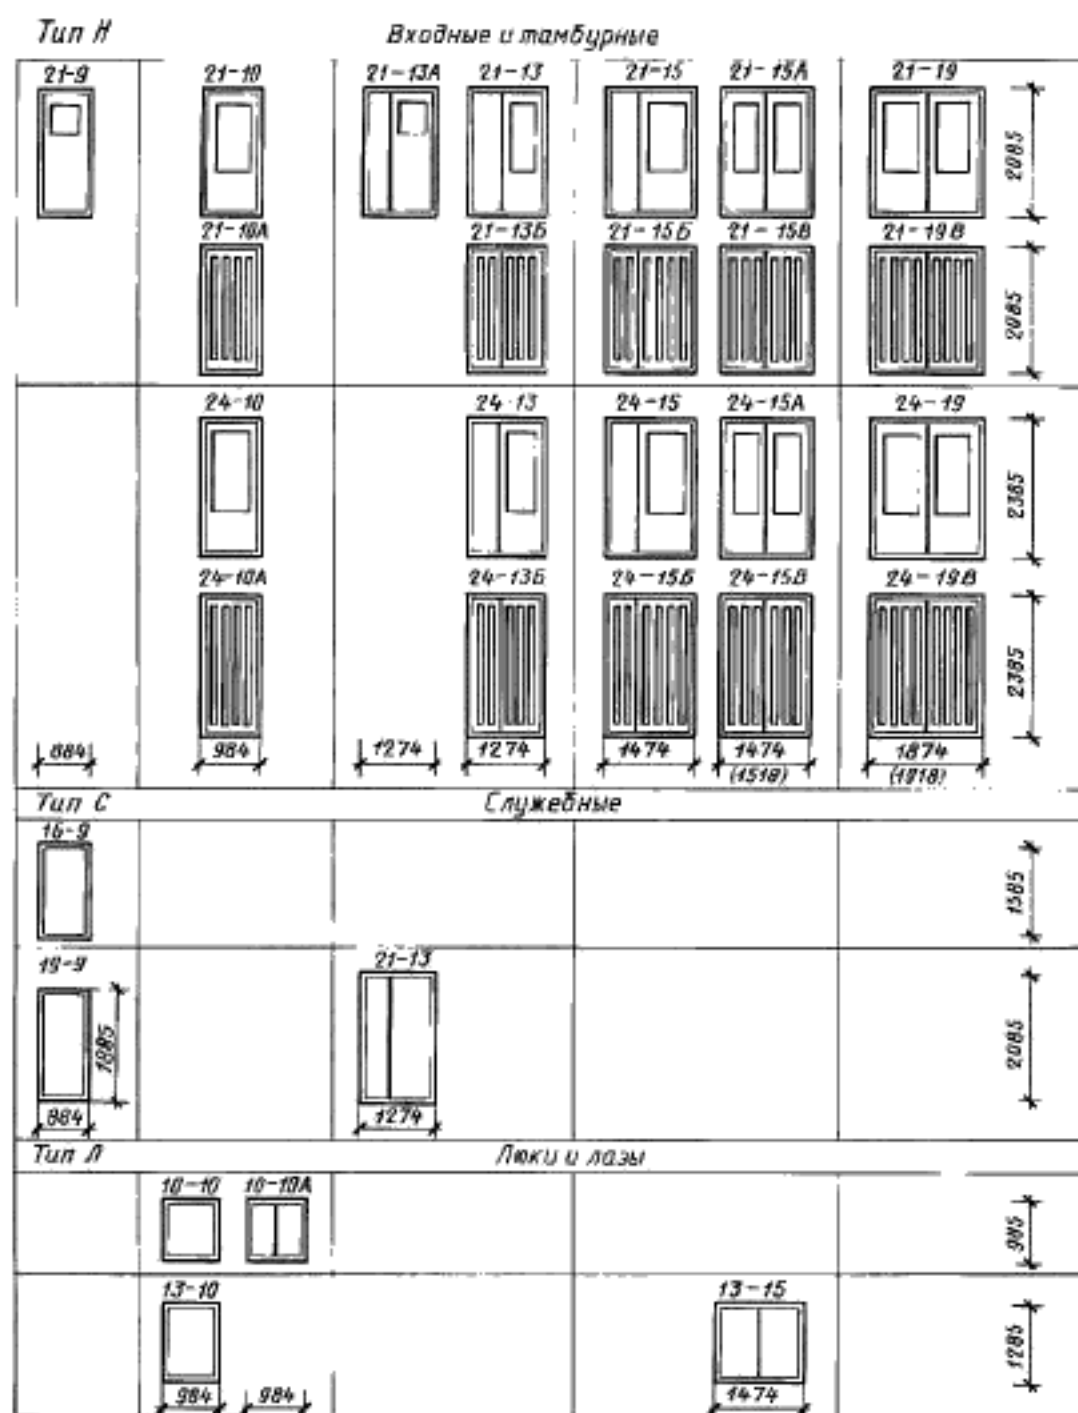 Тип Н Входные и тамбурные
21-9 21-10 21-13А 21-13 21-15 21-15А 21-19
2085
21-10А 21-13Б 21-15Б 21-15В 21-19В
2085
24-10 24-13 24-15 24-15А 24-19
2385
24-10А 24-13Б 24-15Б 24-15В 24-19В
2385
884 984 1274 1274 1474 1474 1874
(1518) (1918)
Тип С Служебные
16-9
1585
19-9 21-13
1885
2085
884 1274
Тип Л Люки и лазы
10-10 10-10А
985
13-10 13-15
1285
984 984 1474